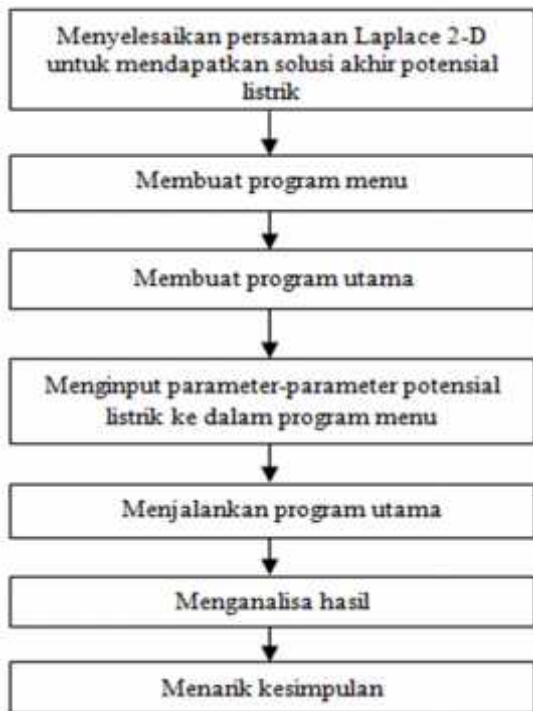 Menyelesaikan persamaan Laplace 2-D
untuk mendapatkan solusi akhir potensial
listrik
Membuat program menu
Membuat program utama
Menginput parameter-parameter potensial
listrik ke dalam program menu
Menjalankan program utama
Menganalisa hasil
Menarik kesimpulan